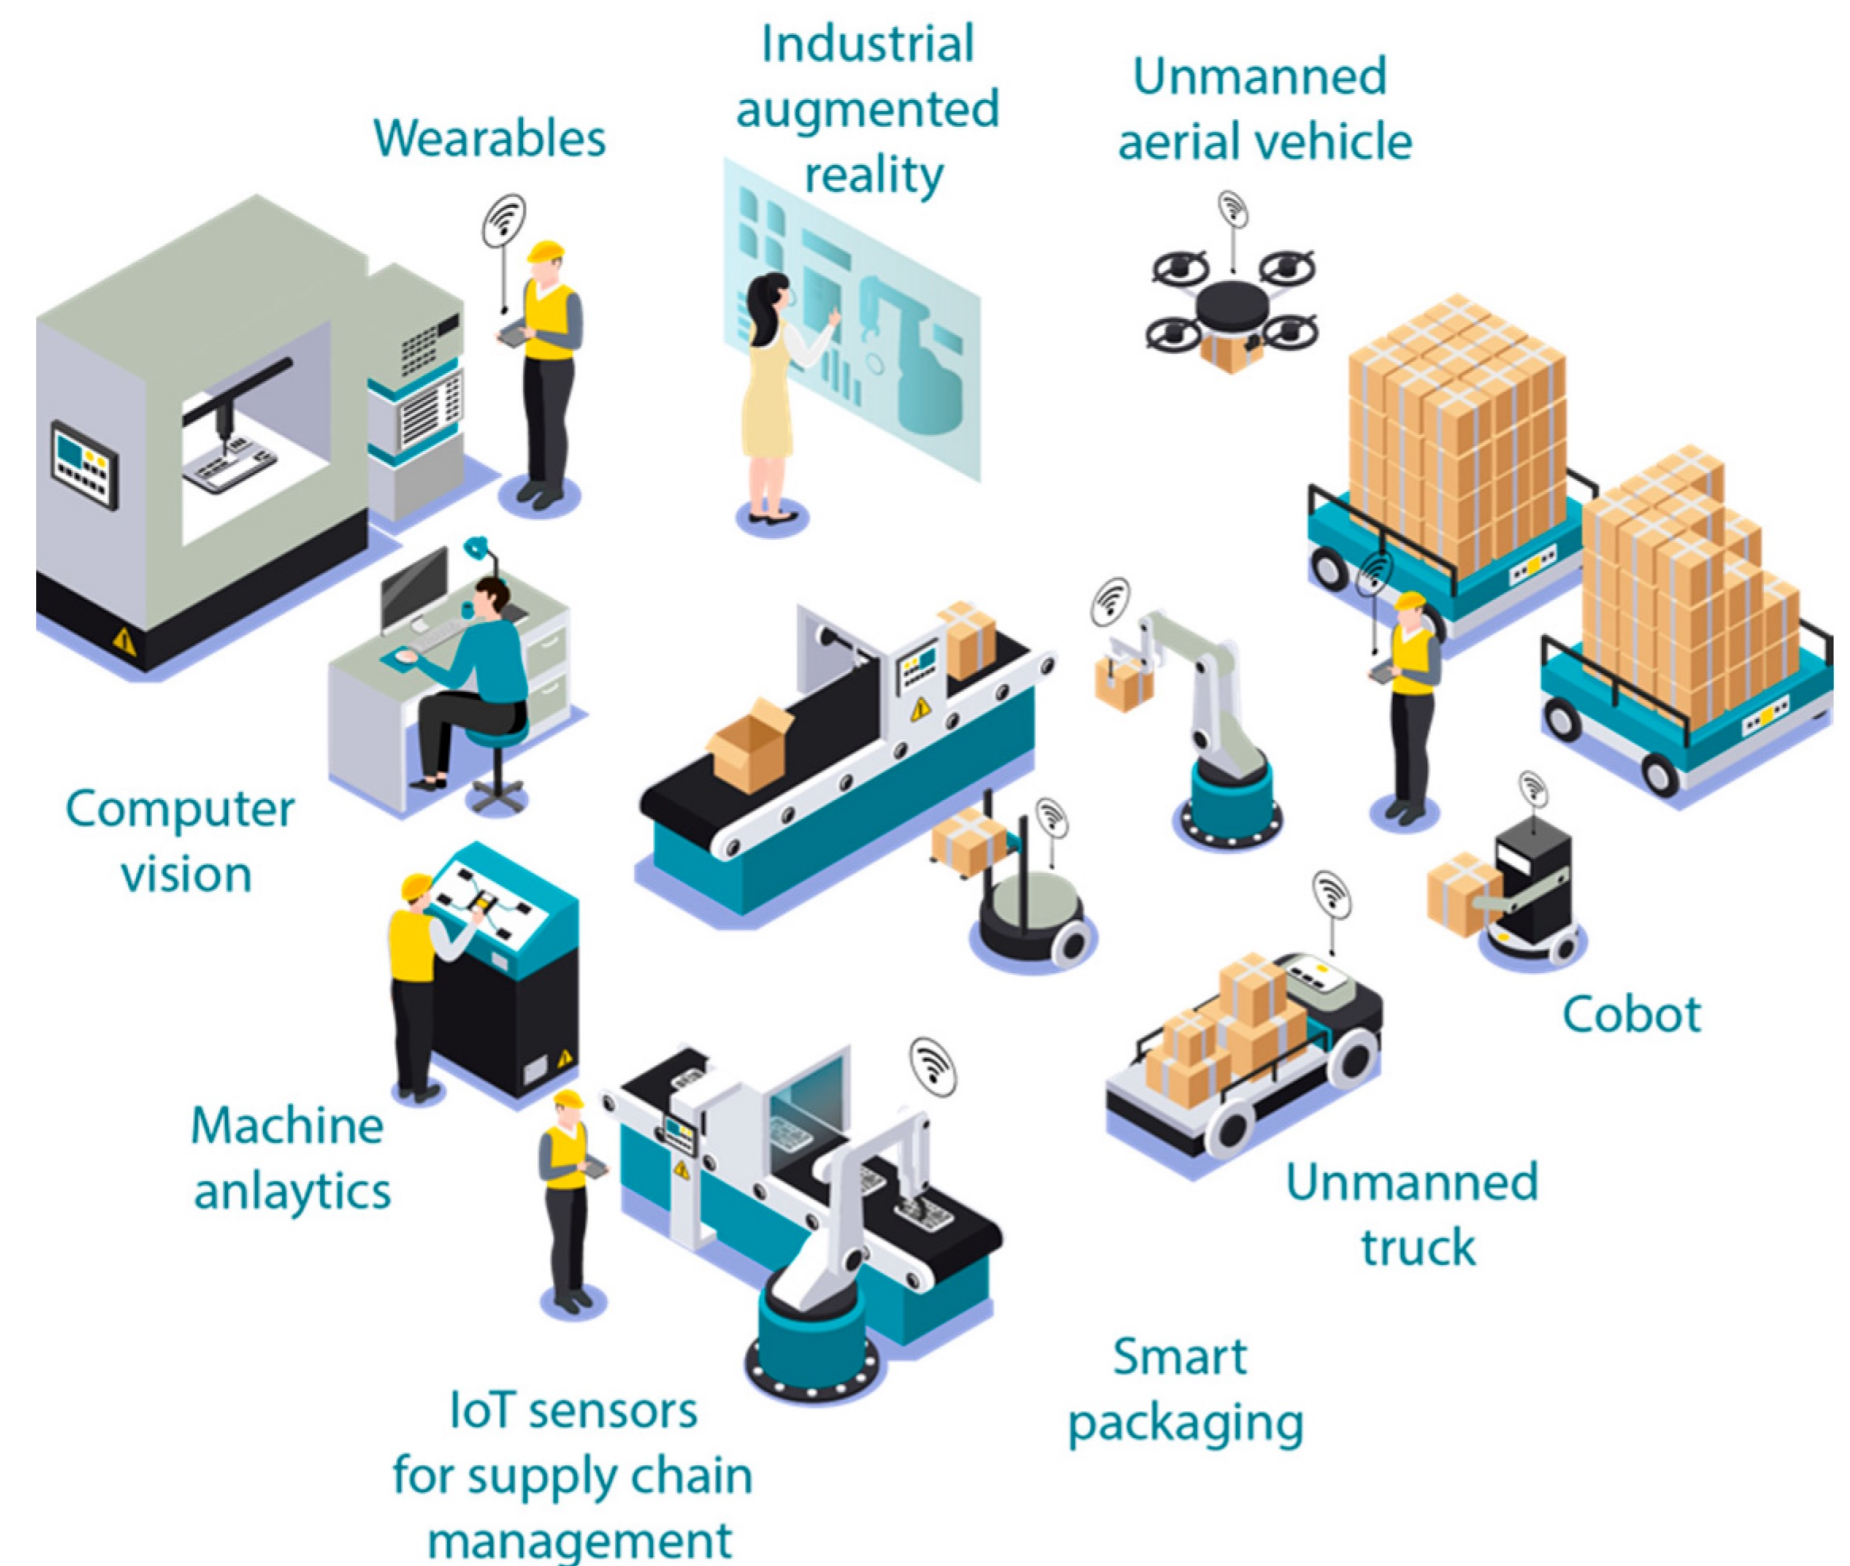 Industrial
augmented
reality
Unmanned
aerial vehicle
Wearables
Computer
vision
Cobot
Machine
anlaytics
Unmanned
truck
Smart
packaging
IoT sensors
for supply chain
management